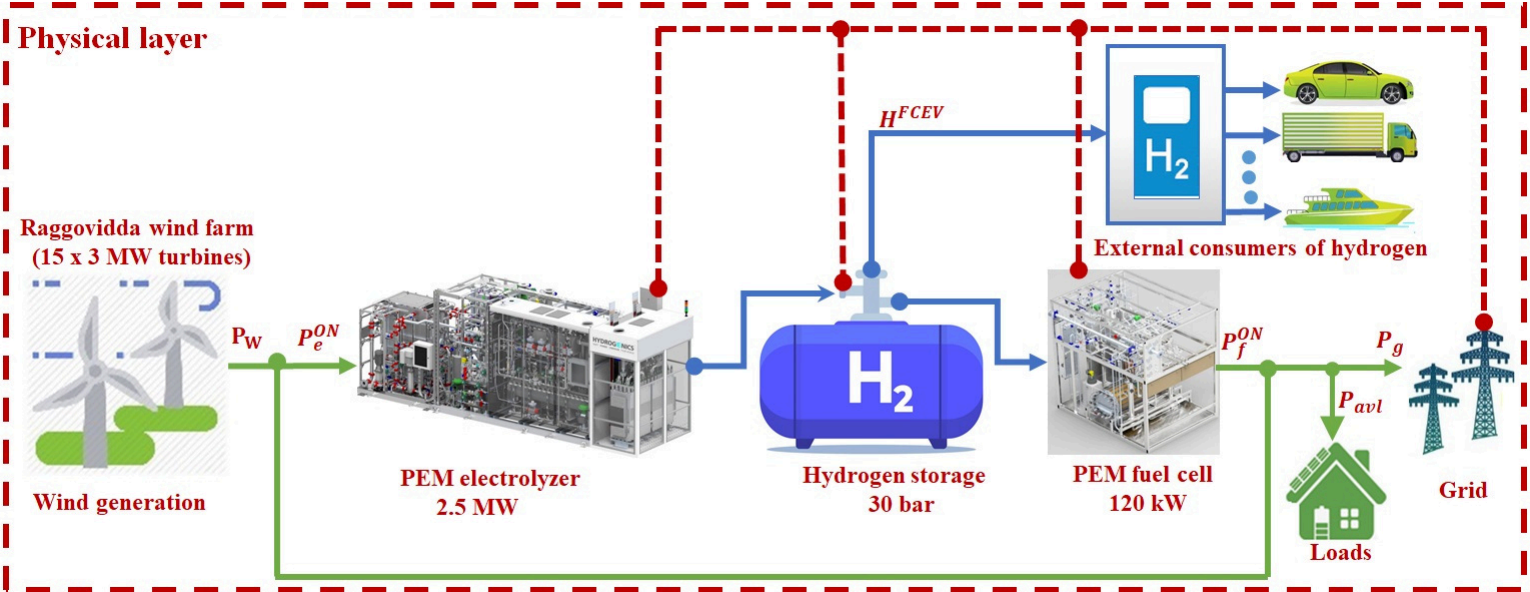 Physical layer
H^{FCEV}
H₂
External consumers of hydrogen
Raggovidda wind farm
(15 x 3 MW turbines)
P_W
P_e^{ON}
HYDROGENICS
H₂
P_f^{ON}
P_g
P_{avl}
Wind generation
PEM electrolyzer
2.5 MW
Hydrogen storage
30 bar
PEM fuel cell
120 kW
Grid
Loads